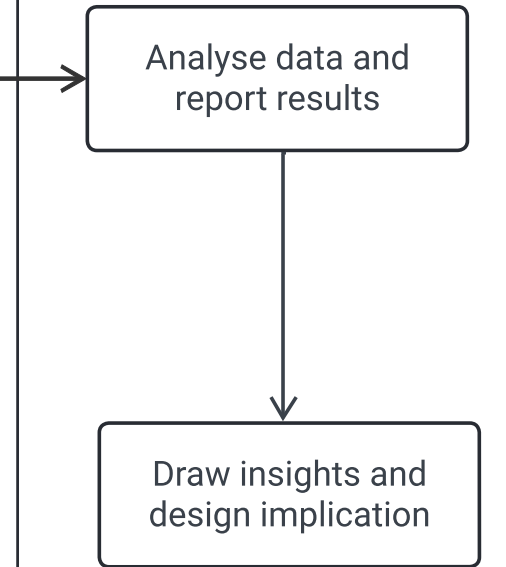 Analyse data and
report results
Draw insights and
design implication